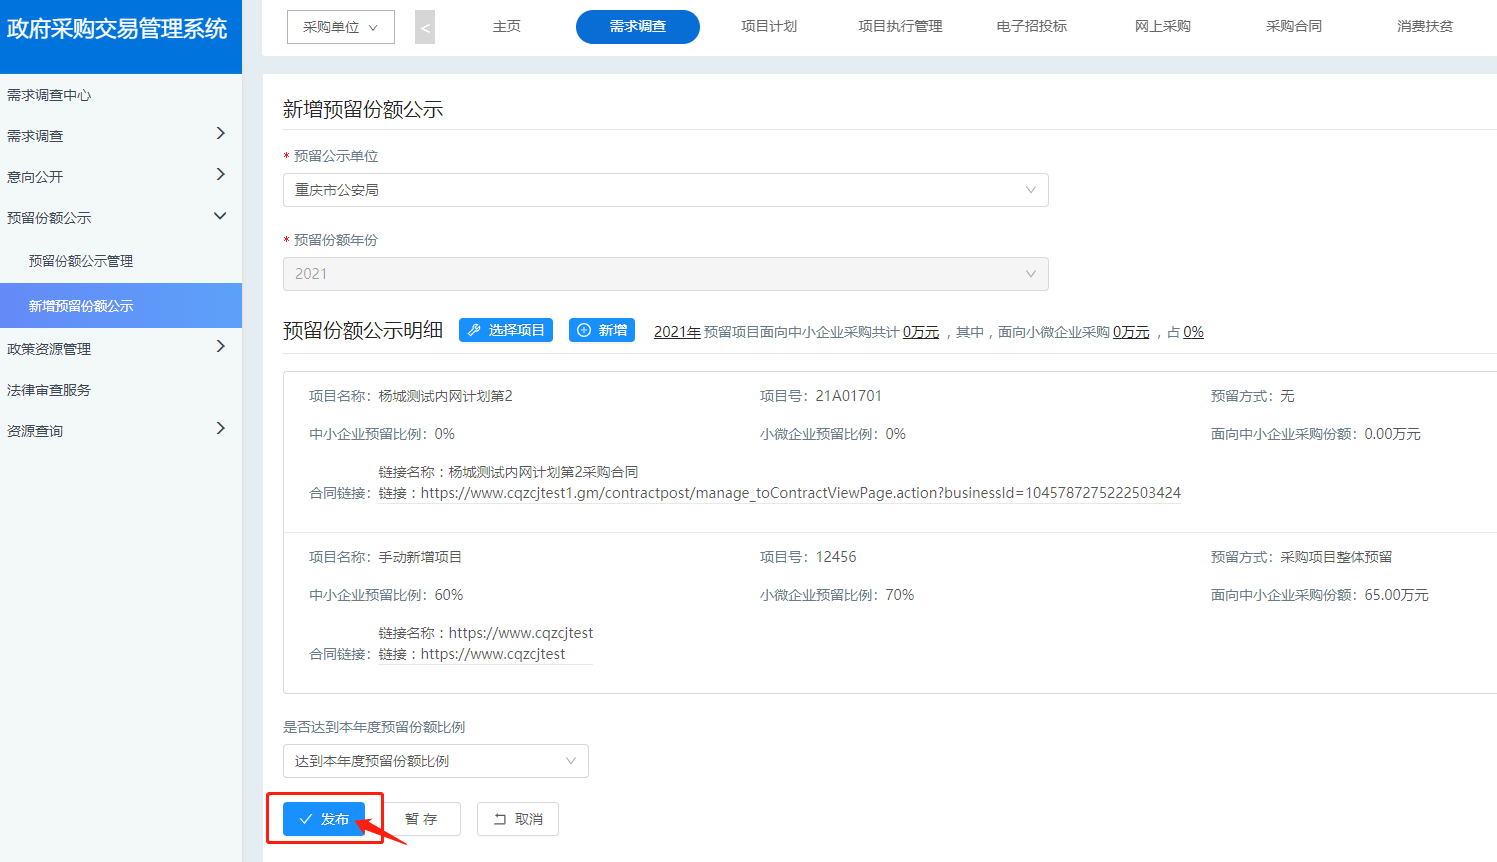 政府采购交易管理系统
采购单位
<
主页
需求调查
项目计划
项目执行管理
电子招投标
网上采购
采购合同
消费扶贫
需求调查中心
需求调查
意向公开
预留份额公示
预留份额公示管理
新增预留份额公示
政策资源管理
法律审查服务
资源查询
新增预留份额公示
* 预留公示单位
重庆市公安局
* 预留份额年份
2021
预留份额公示明细
选择项目
新增
2021年 预留项目面向中小企业采购共计 0万元 ，其中，面向小微企业采购 0万元 ，占 0%
项目名称：杨城测试内网计划第2
项目号：21A01701
预留方式：无
中小企业预留比例：0%
小微企业预留比例：0%
面向中小企业采购份额：0.00万元
链接名称：杨城测试内网计划第2采购合同
合同链接：链接：https://www.cqzcjtest1.gm/contractpost/manage_toContractViewPage.action?businessId=1045787275222503424
项目名称：手动新增项目
项目号：12456
预留方式：采购项目整体预留
中小企业预留比例：60%
小微企业预留比例：70%
面向中小企业采购份额：65.00万元
链接名称：https://www.cqzcjtest
合同链接：链接：https://www.cqzcjtest
是否达到本年度预留份额比例
达到本年度预留份额比例
发布
暂 存
取消